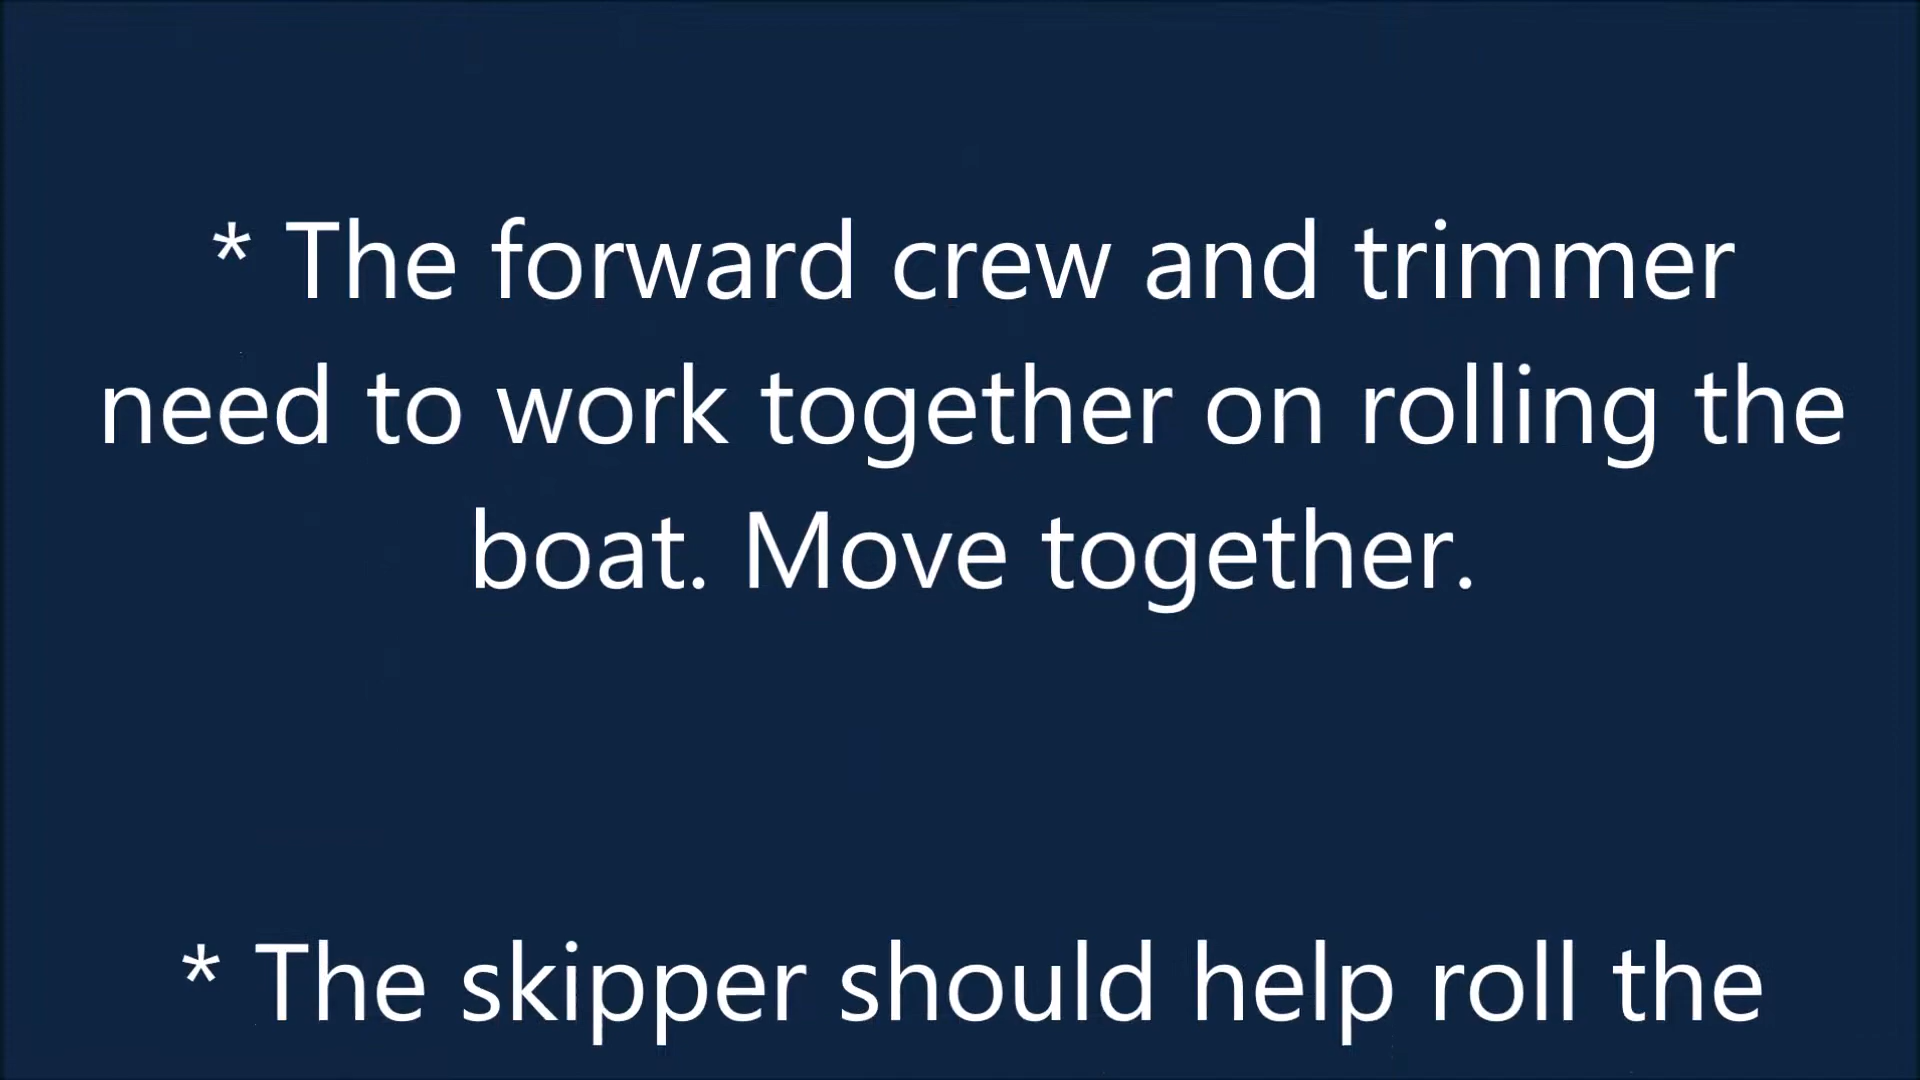 * The forward crew and trimmer
need to work together on rolling the
boat. Move together.
* The skipper should help roll the